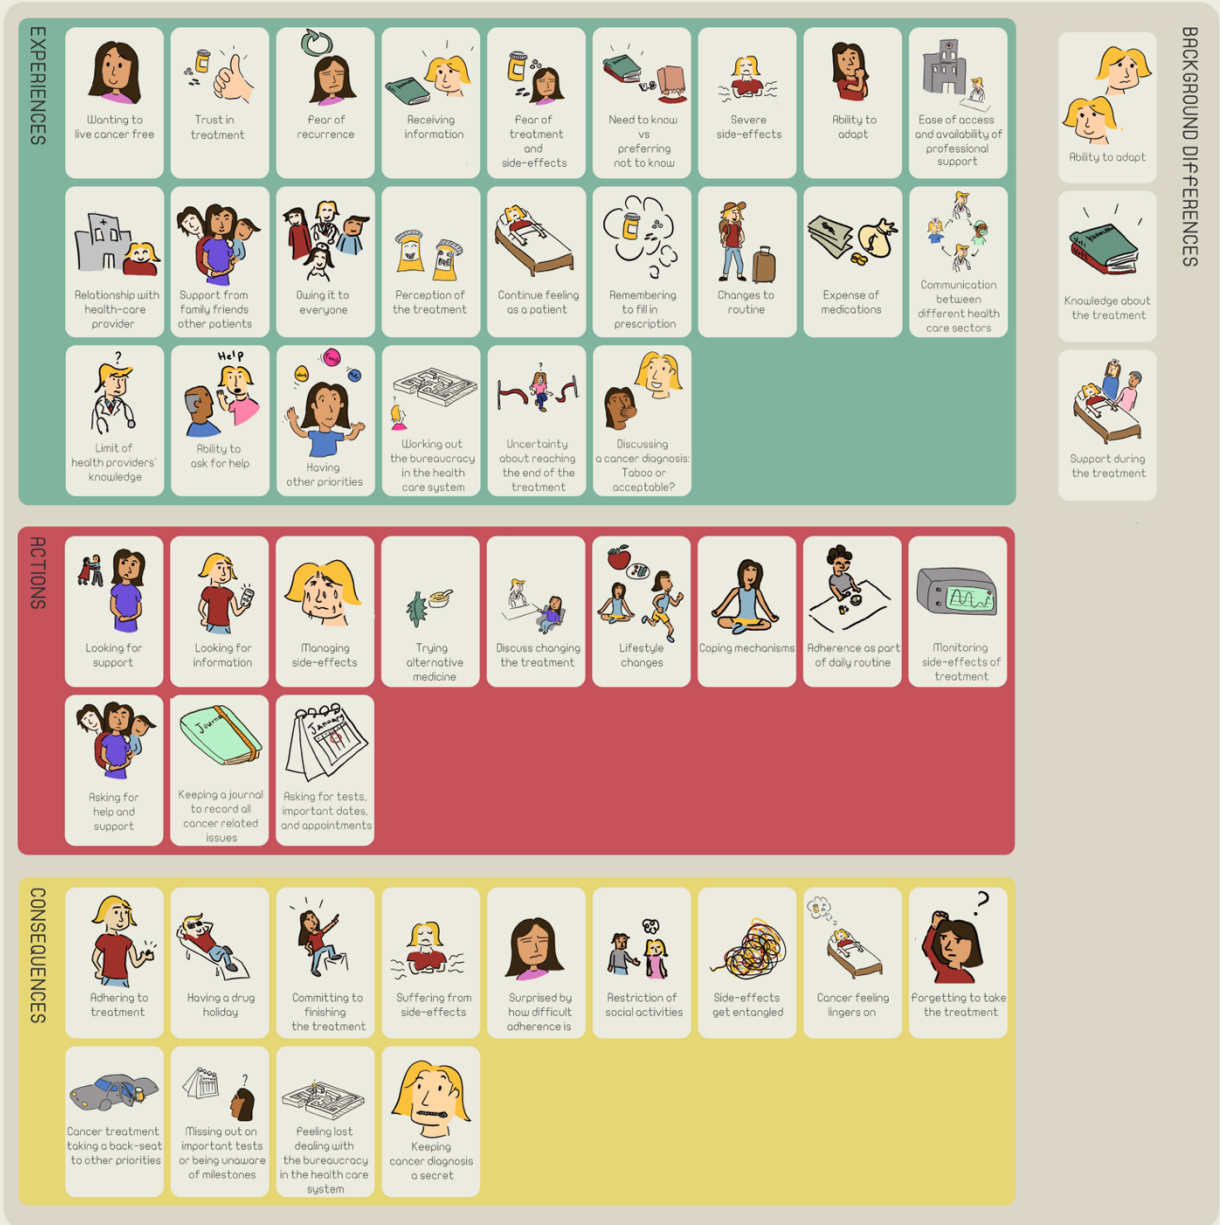 EXPERIENCES
Wanting to
live cancer free
Trust in
treatment
Fear of
recurrence
Receiving
information
Fear of
treatment
and
side-effects
Need to know
vs
preferring
not to know
Severe
side-effects
Ability to
adapt
Ease of access
and availability of
professional
support
Relationship with
health-care
provider
Support from
family friends
other patients
Owing it to
everyone
Perception of
the treatment
Continue feeling
as a patient
Remembering
to fill in
prescription
Changes to
routine
Expense of
medications
Communication
between
different health
care sectors
?
Limit of
health providers'
knowledge
Help
Ability to
ask for help
Having
other priorities
?
Working out
the bureaucracy
in the health
care system
?
Uncertainty
about reaching
the end of the
treatment
Discussing
a cancer diagnosis:
Taboo or
acceptable?
BACKGROUND DIFFERENCES
Ability to adapt
Knowledge about
the treatment
Support during
the treatment
ACTIONS
Looking for
support
Looking for
information
Managing
side-effects
Trying
alternative
medicine
Discuss changing
the treatment
Lifestyle
changes
Coping mechanisms
Adherence as part
of daily routine
Monitoring
side-effects of
treatment
Asking for
help and
support
Journal
Keeping a journal
to record all
cancer related
issues
January
Asking for tests,
important dates,
and appointments
CONSEQUENCES
Adhering to
treatment
Having a drug
holiday
Committing to
finishing
the treatment
Suffering from
side-effects
Surprised by
how difficult
adherence is
Restriction of
social activities
Side-effects
get entangled
Cancer feeling
lingers on
?
Forgetting to take
the treatment
Cancer treatment
taking a back-seat
to other priorities
?
Missing out on
important tests
or being unaware
of milestones
Feeling lost
dealing with
the bureaucracy
in the health care
system
Keeping
cancer diagnosis
a secret